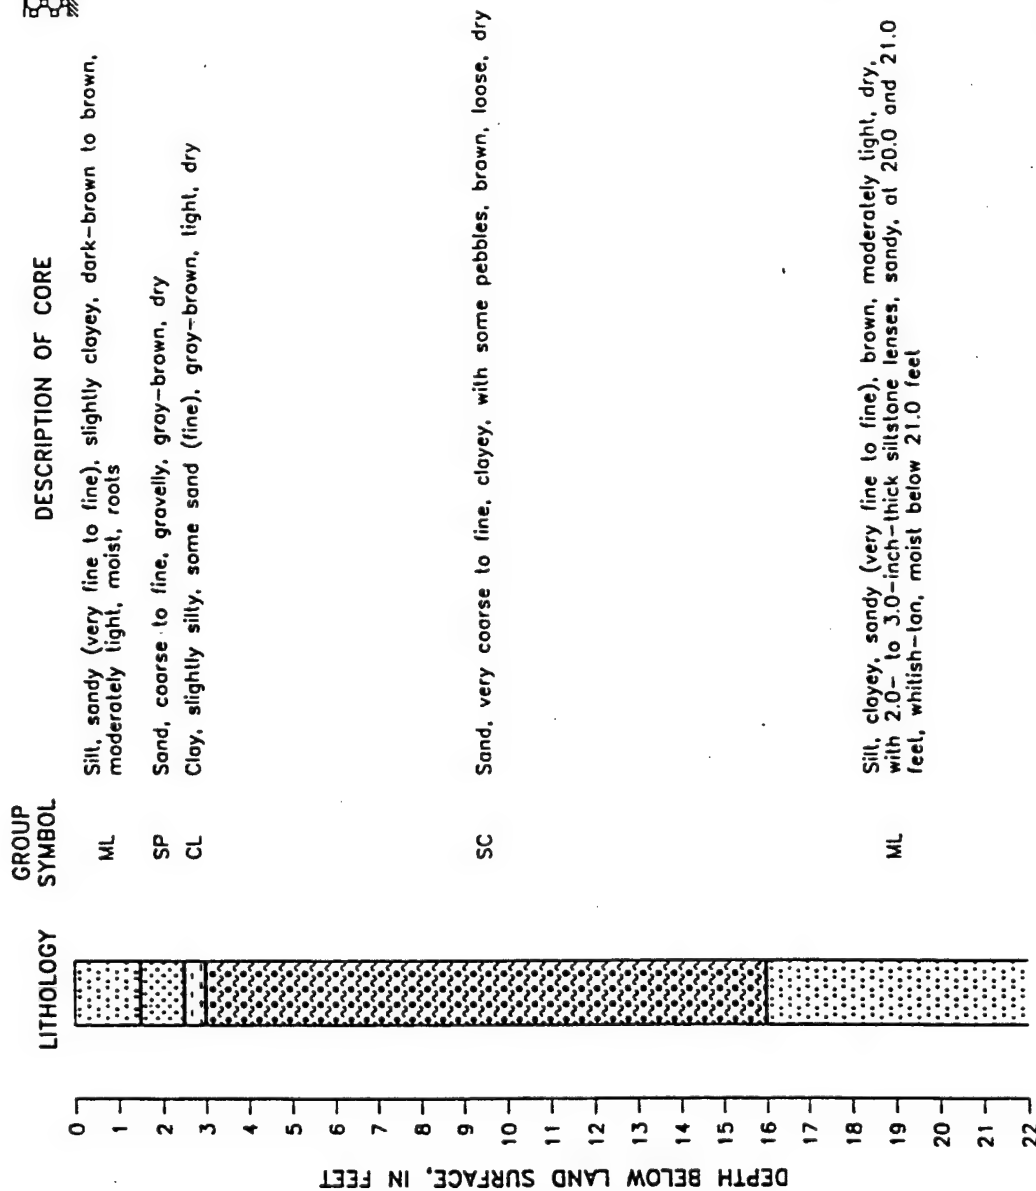 DESCRIPTION OF CORE
GROUP
SYMBOL
LITHOLOGY
ML
Silt, sandy (very fine to fine), slightly clayey, dark-brown to brown,
moderately tight, moist, roots
SP
Sand, coarse to fine, gravelly, gray-brown, dry
CL
Clay, slightly silty, some sand (fine), gray-brown, tight, dry
SC
Sand, very coarse to fine, clayey, with some pebbles, brown, loose, dry
ML
Silt, clayey, sandy (very fine to fine), brown, moderately tight, dry,
with 2.0- to 3.0-inch-thick siltstone lenses, sandy, at 20.0 and 21.0
feet, whitish-tan, moist below 21.0 feet
DEPTH BELOW LAND SURFACE, IN FEET
0
1
2
3
4
5
6
7
8
9
10
11
12
13
14
15
16
17
18
19
20
21
22